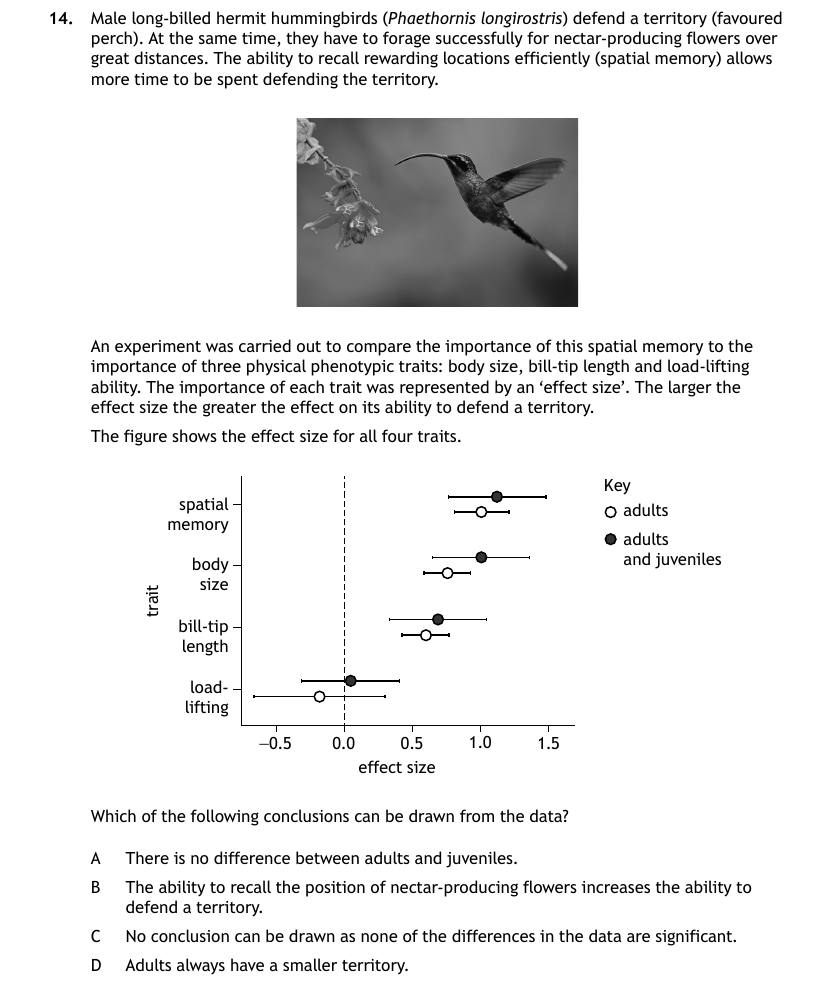 14. Male long-billed hermit hummingbirds (Phaethornis longirostris) defend a territory (favoured
perch). At the same time, they have to forage successfully for nectar-producing flowers over
great distances. The ability to recall rewarding locations efficiently (spatial memory) allows
more time to be spent defending the territory.
An experiment was carried out to compare the importance of this spatial memory to the
importance of three physical phenotypic traits: body size, bill-tip length and load-lifting
ability. The importance of each trait was represented by an ‘effect size’. The larger the
effect size the greater the effect on its ability to defend a territory.
The figure shows the effect size for all four traits.
Key
adults
adults
and juveniles
trait
spatial
memory
body
size
bill-tip
length
load-
lifting
−0.5 0.0 0.5 1.0 1.5
effect size
Which of the following conclusions can be drawn from the data?
A There is no difference between adults and juveniles.
B The ability to recall the position of nectar-producing flowers increases the ability to
defend a territory.
C No conclusion can be drawn as none of the differences in the data are significant.
D Adults always have a smaller territory.